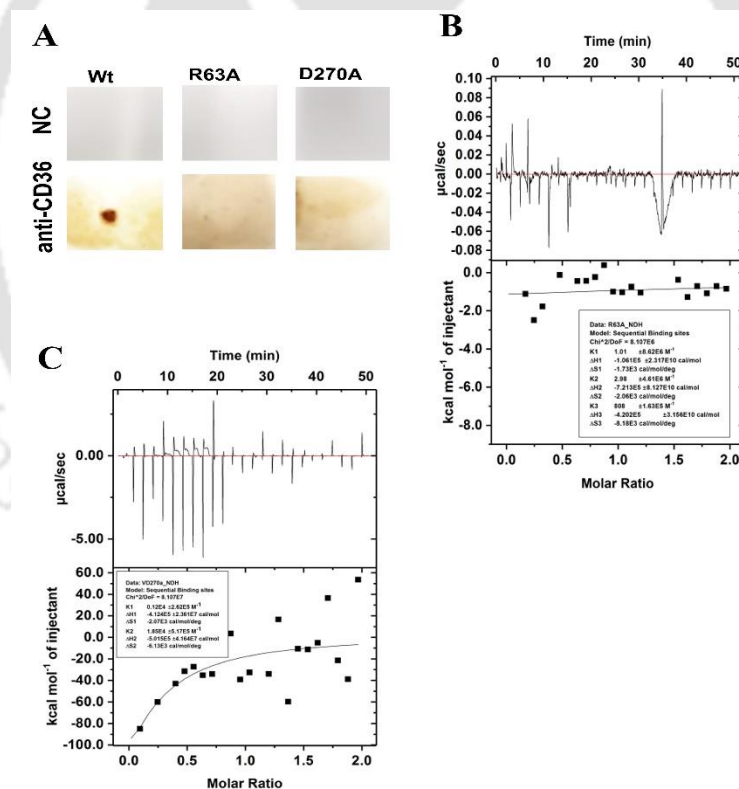 A
Wt R63A D270A
NC
anti-CD36
B
Time (min)
0 10 20 30 40 50
0.10
0.08
0.06
0.04
0.02
0.00
-0.02
-0.04
-0.06
-0.08
µcal/sec
0.0
-2.0
-4.0
-6.0
-8.0
kcal mol⁻¹ of injectant
Data: R63A_NDH
Model: Sequential Binding sites
Chi^2/DoF = 8.107E6
K1 1.01 ±8.62E6 M⁻¹
ΔH1 -1.061E5 ±2.317E10 cal/mol
ΔS1 -1.73E3 cal/mol/deg
K2 2.98 ±4.61E6 M⁻¹
ΔH2 -7.213E5 ±8.127E10 cal/mol
ΔS2 -2.06E3 cal/mol/deg
K3 808 ±1.63E5 M⁻¹
ΔH3 -4.202E5 ±3.156E10 cal/mol
ΔS3 -8.18E3 cal/mol/deg
0.0 0.5 1.0 1.5 2.0
Molar Ratio
C
Time (min)
0 10 20 30 40 50
0.00
-5.00
µcal/sec
60.0
40.0
20.0
0.0
-20.0
-40.0
-60.0
-80.0
-100.0
kcal mol⁻¹ of injectant
Data: VD270a_NDH
Model: Sequential Binding sites
Chi^2/DoF = 8.107E7
K1 0.12E4 ±2.62E5 M⁻¹
ΔH1 -4.124E5 ±2.361E7 cal/mol
ΔS1 -2.07E3 cal/mol/deg
K2 1.85E4 ±5.17E5 M⁻¹
ΔH2 -5.015E5 ±4.164E7 cal/mol
ΔS2 -6.13E3 cal/mol/deg
0.0 0.5 1.0 1.5 2.0
Molar Ratio